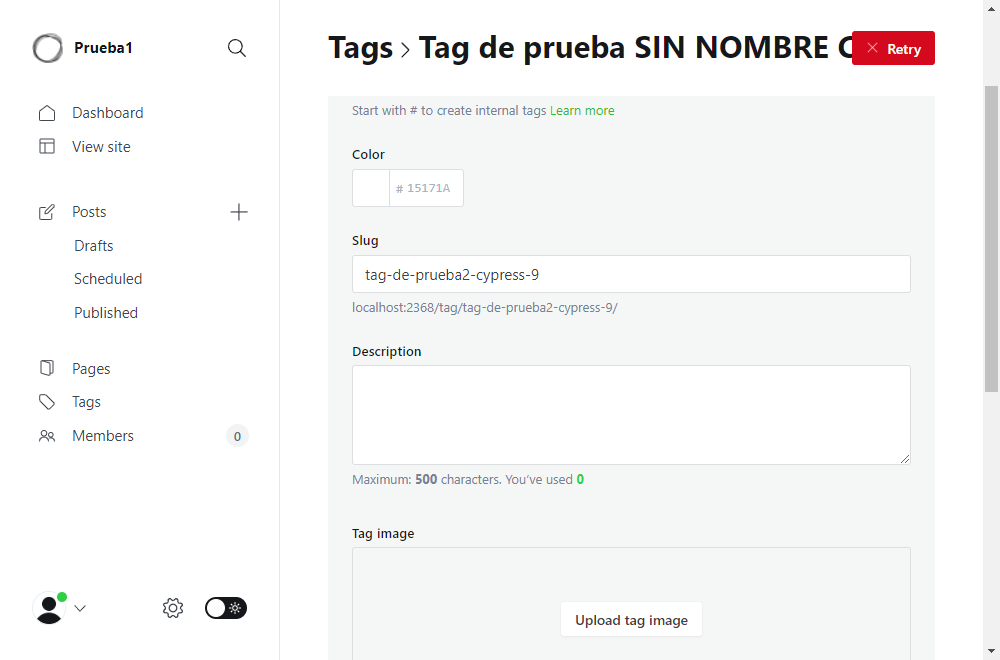 Prueba1
Dashboard
View site
Posts
Drafts
Scheduled
Published
Pages
Tags
Members
0
Tags > Tag de prueba SIN NOMBRE
Retry
Start with # to create internal tags Learn more
Color
# 15171A
Slug
tag-de-prueba2-cypress-9
localhost:2368/tag/tag-de-prueba2-cypress-9/
Description
Maximum: 500 characters. You’ve used 0
Tag image
Upload tag image